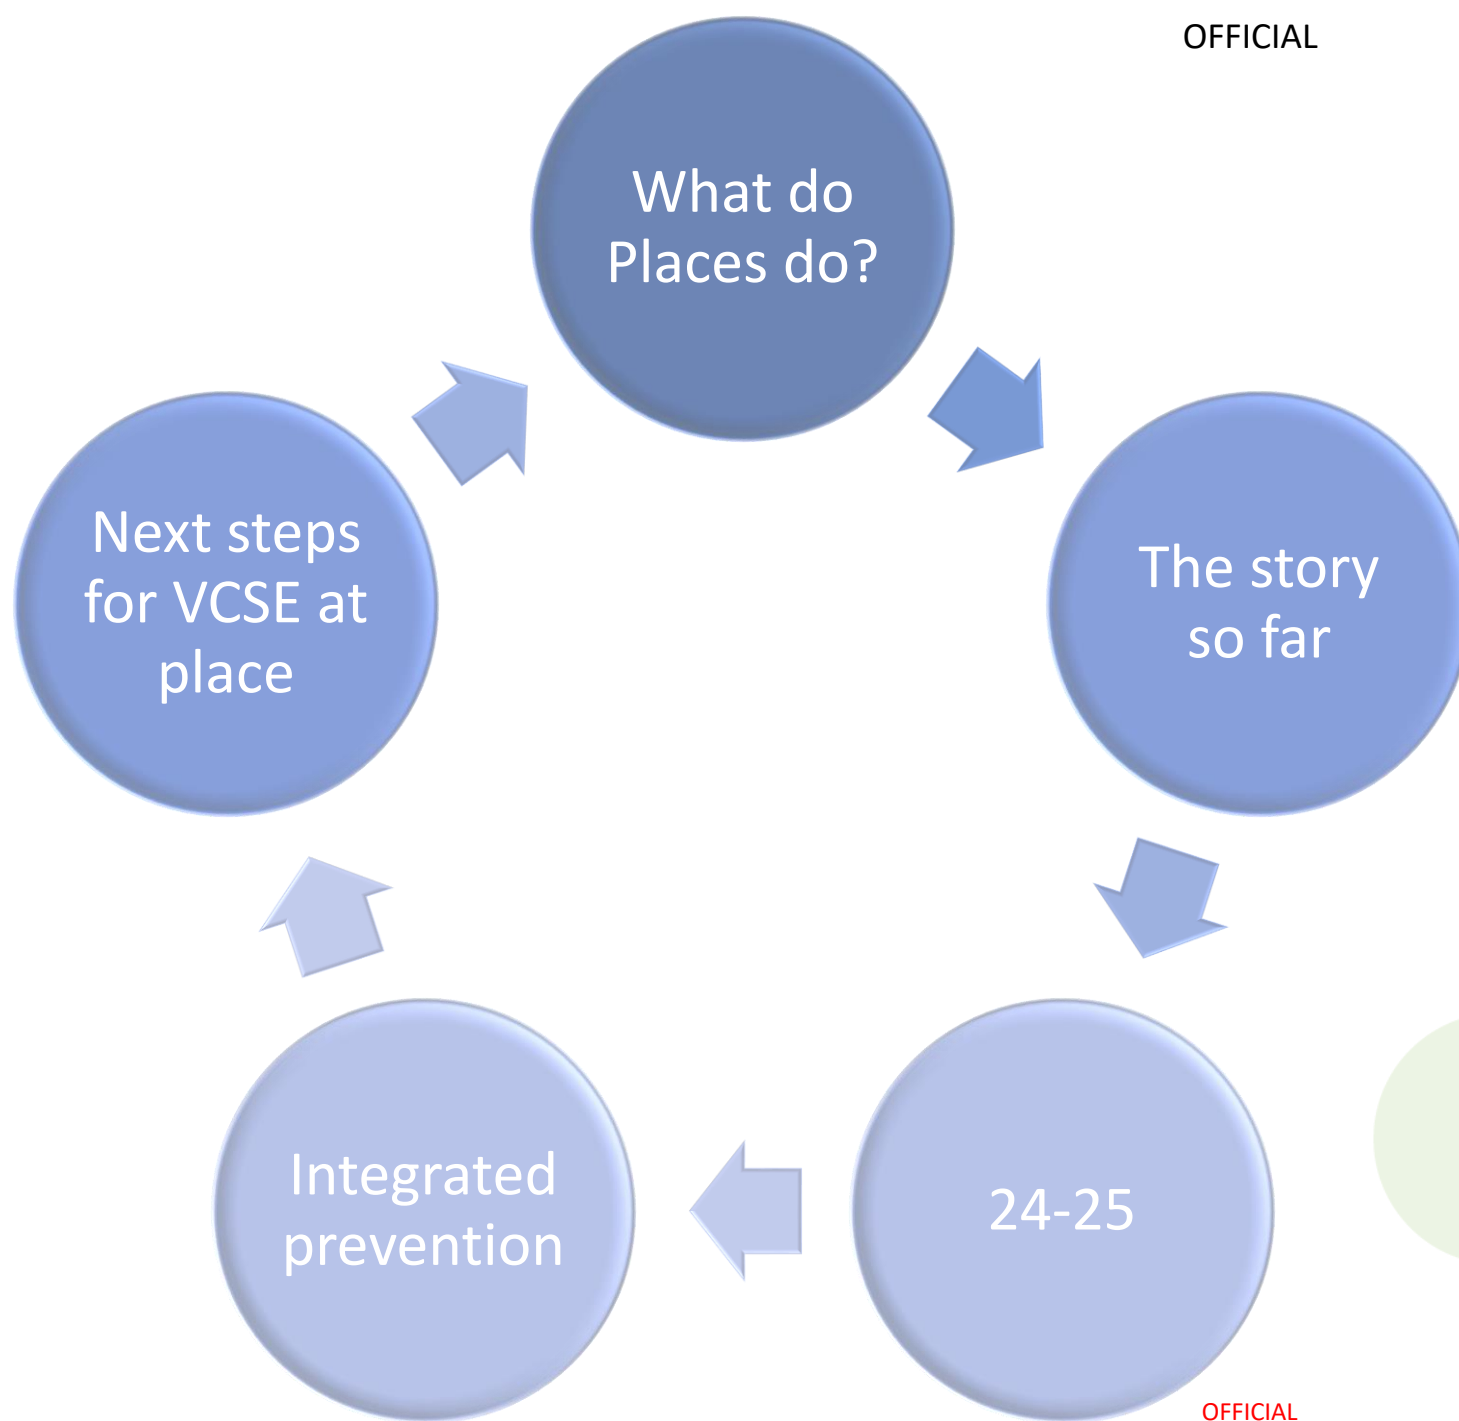 OFFICIAL
What do
Places do?
The story
so far
24-25
Integrated
prevention
Next steps
for VCSE at
place
OFFICIAL